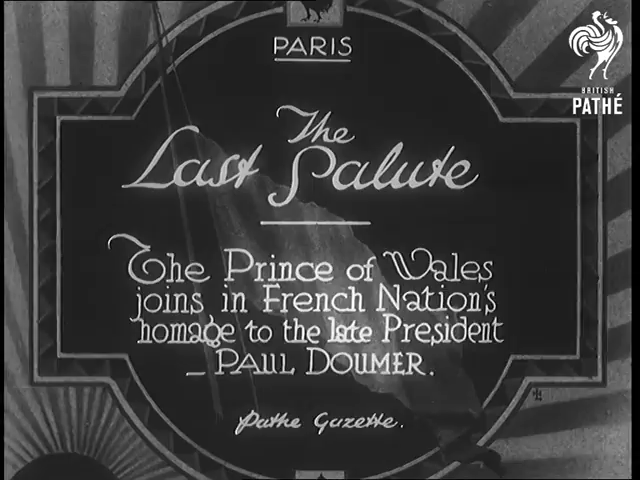 PARIS
BRITISH
PATHÉ
The
Last Salute
The Prince of Wales
joins in French Nation's
homage to the late President
_ PAUL DOUMER.
Pathe Gazette.